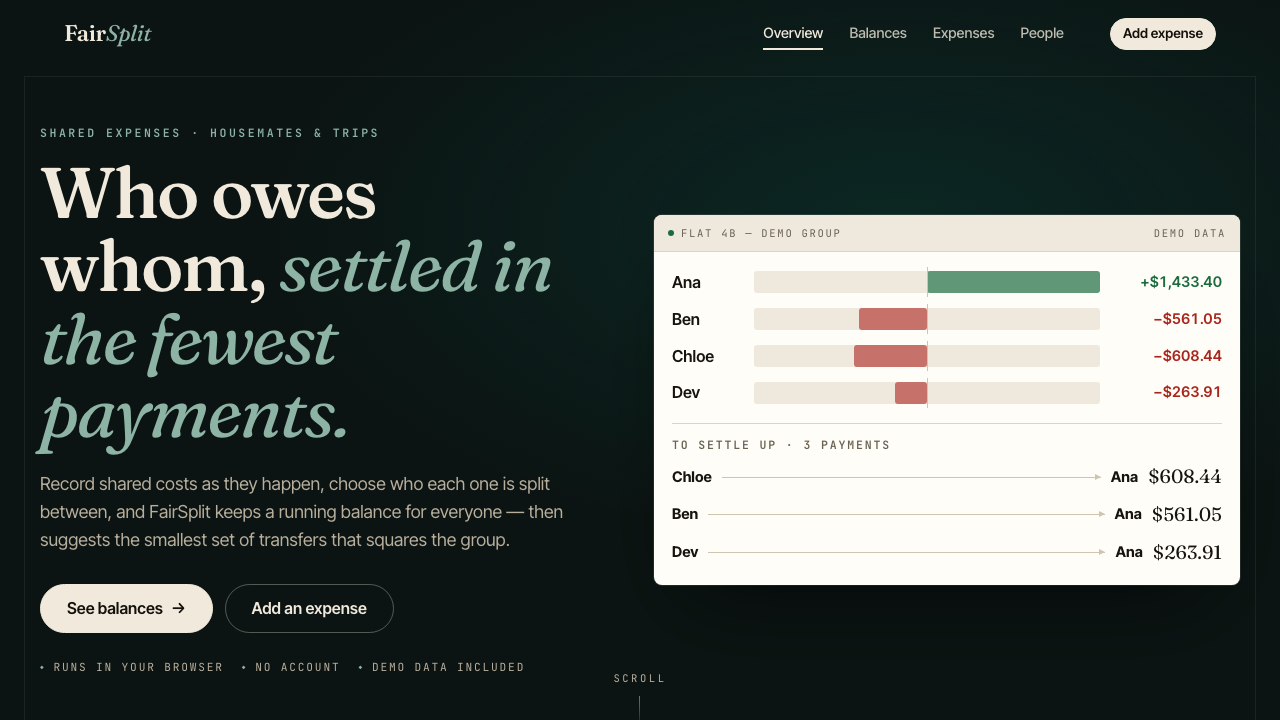 FairSplit
Overview Balances Expenses People Add expense
SHARED EXPENSES · HOUSEMATES & TRIPS
Who owes
whom, settled in
the fewest
payments.
Record shared costs as they happen, choose who each one is split
between, and FairSplit keeps a running balance for everyone — then
suggests the smallest set of transfers that squares the group.
See balances → Add an expense
RUNS IN YOUR BROWSER NO ACCOUNT DEMO DATA INCLUDED
SCROLL
FLAT 4B — DEMO GROUP DEMO DATA
Ana +$1,433.40
Ben −$561.05
Chloe −$608.44
Dev −$263.91
TO SETTLE UP · 3 PAYMENTS
Chloe Ana $608.44
Ben Ana $561.05
Dev Ana $263.91